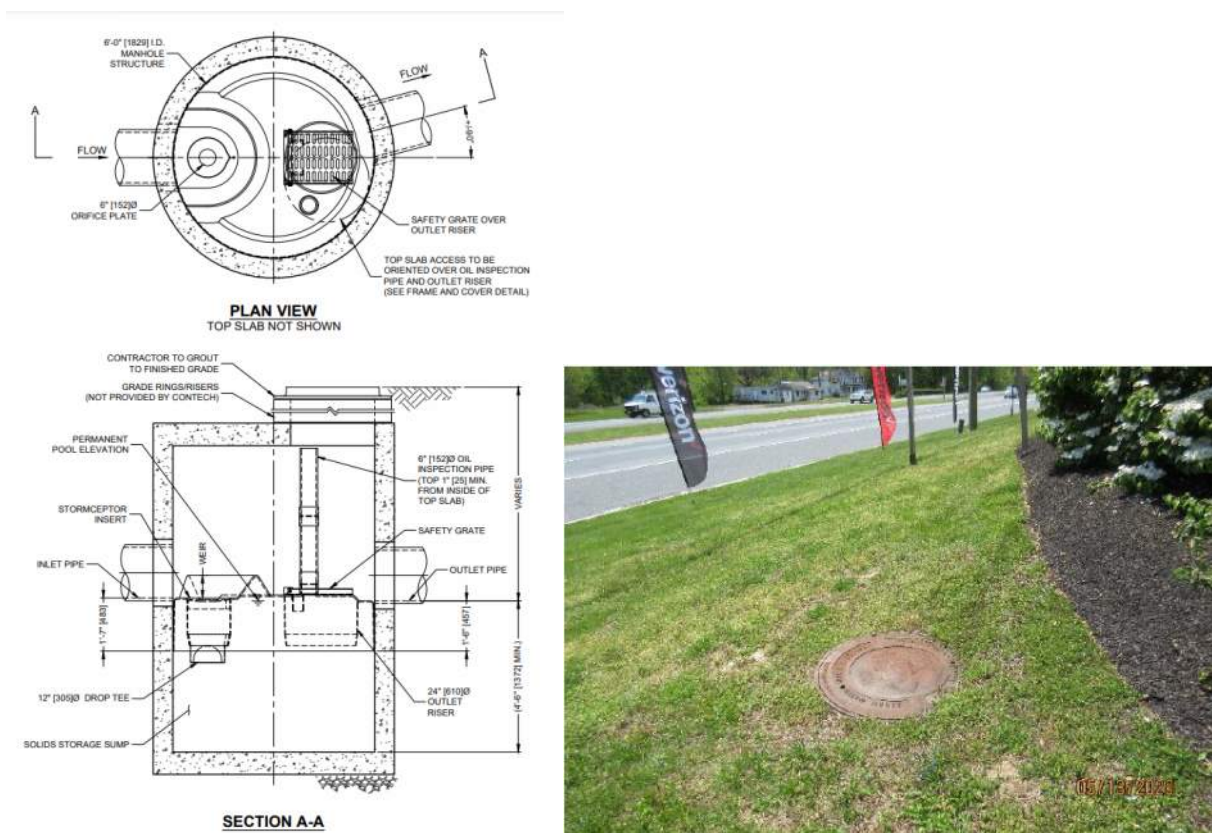 6'-0" [1829] I.D.
MANHOLE
STRUCTURE
A
A
FLOW
FLOW
6" [152]Ø
ORIFICE PLATE
SAFETY GRATE OVER
OUTLET RISER
TOP SLAB ACCESS TO BE
ORIENTED OVER OIL INSPECTION
PIPE AND OUTLET RISER
(SEE FRAME AND COVER DETAIL)
PLAN VIEW
TOP SLAB NOT SHOWN
CONTRACTOR TO GROUT
TO FINISHED GRADE
GRADE RINGS/RISERS
(NOT PROVIDED BY CONTECH)
PERMANENT
POOL ELEVATION
6" [152]Ø OIL
INSPECTION PIPE
(TOP 1" [25] MIN.
FROM INSIDE OF
TOP SLAB)
VARIES
STORMCEPTOR
INSERT
WEIR
SAFETY GRATE
INLET PIPE
OUTLET PIPE
1'-7" [483]
1'-6" [457]
(4'-6" [1372] MIN.)
12" [305]Ø DROP TEE
24" [610]Ø
OUTLET
RISER
SOLIDS STORAGE SUMP
SECTION A-A
verizon